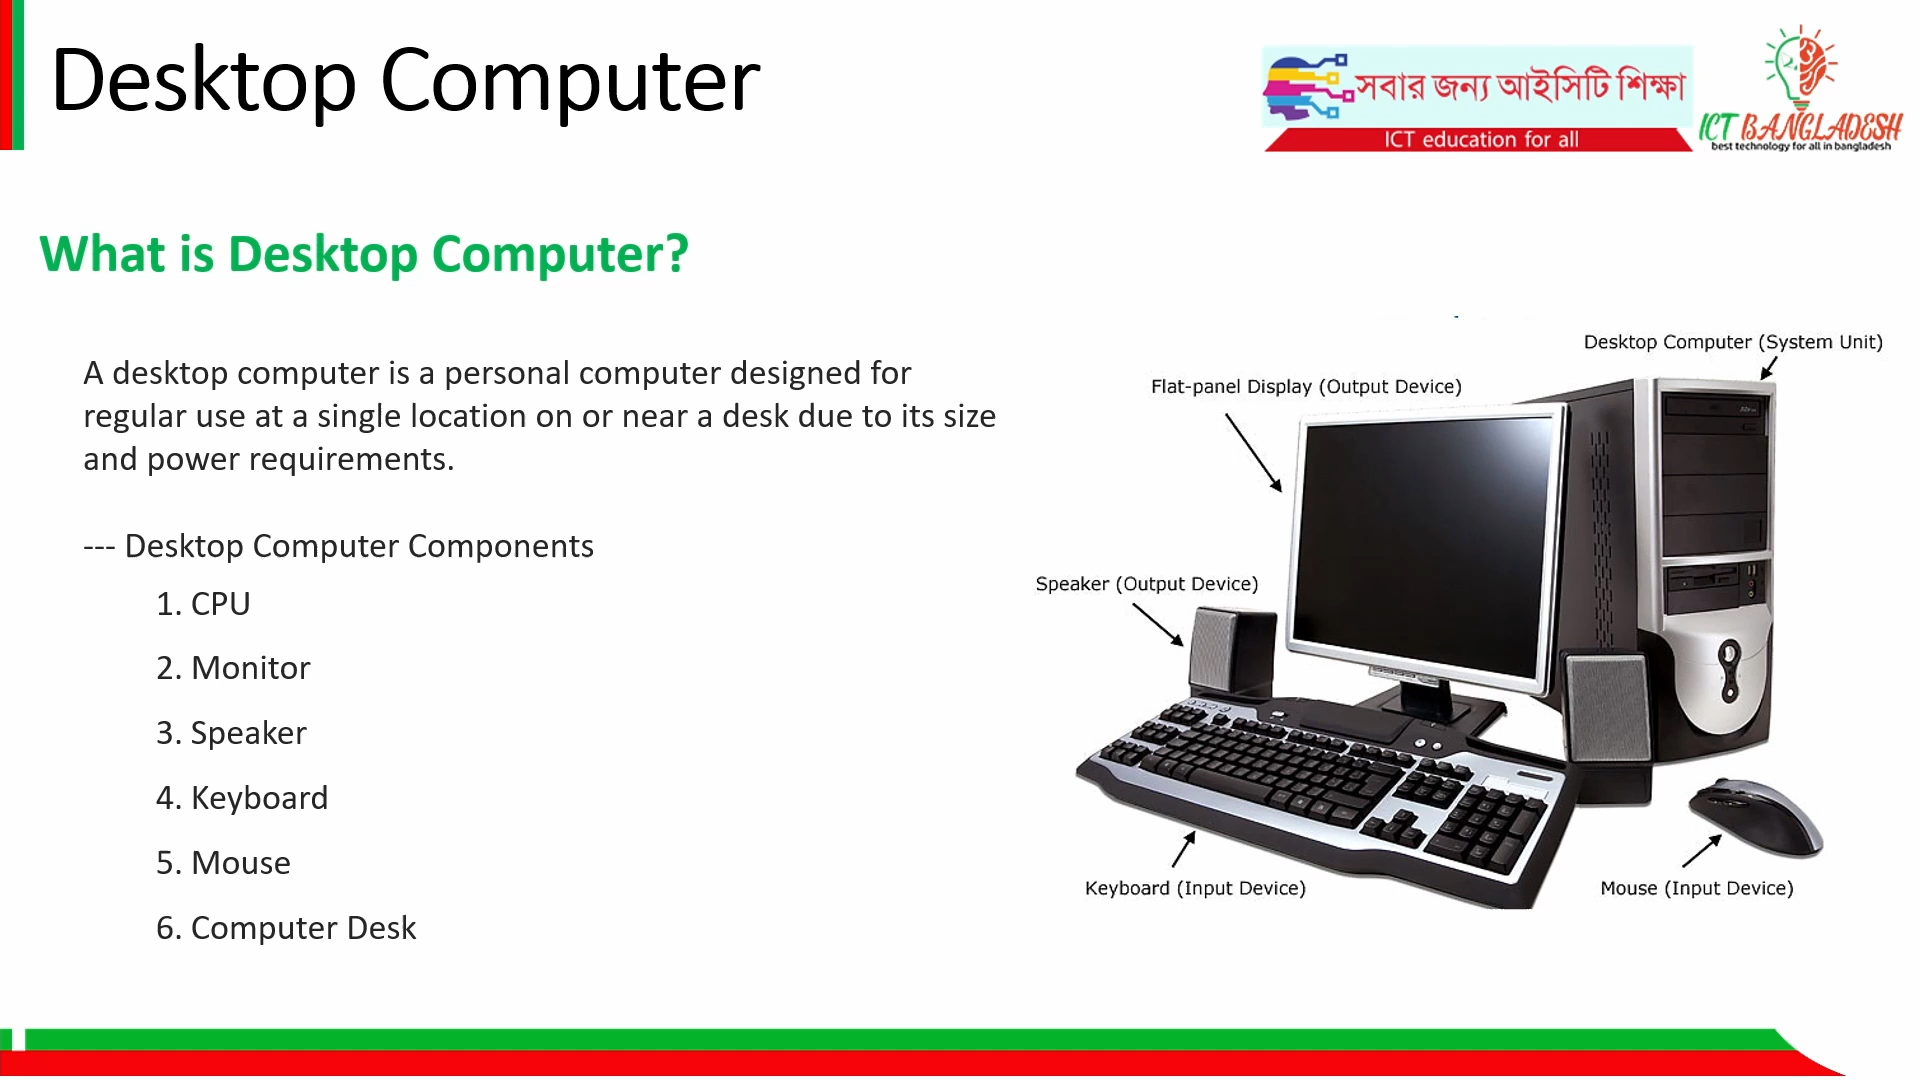 Desktop Computer
সবার জন্য আইসিটি শিক্ষা
ICT education for all
ICT BANGLADESH
best technology for all in bangladesh
What is Desktop Computer?
A desktop computer is a personal computer designed for
regular use at a single location on or near a desk due to its size
and power requirements.
--- Desktop Computer Components
1. CPU
2. Monitor
3. Speaker
4. Keyboard
5. Mouse
6. Computer Desk
Desktop Computer (System Unit)
Flat-panel Display (Output Device)
Speaker (Output Device)
Keyboard (Input Device)
Mouse (Input Device)